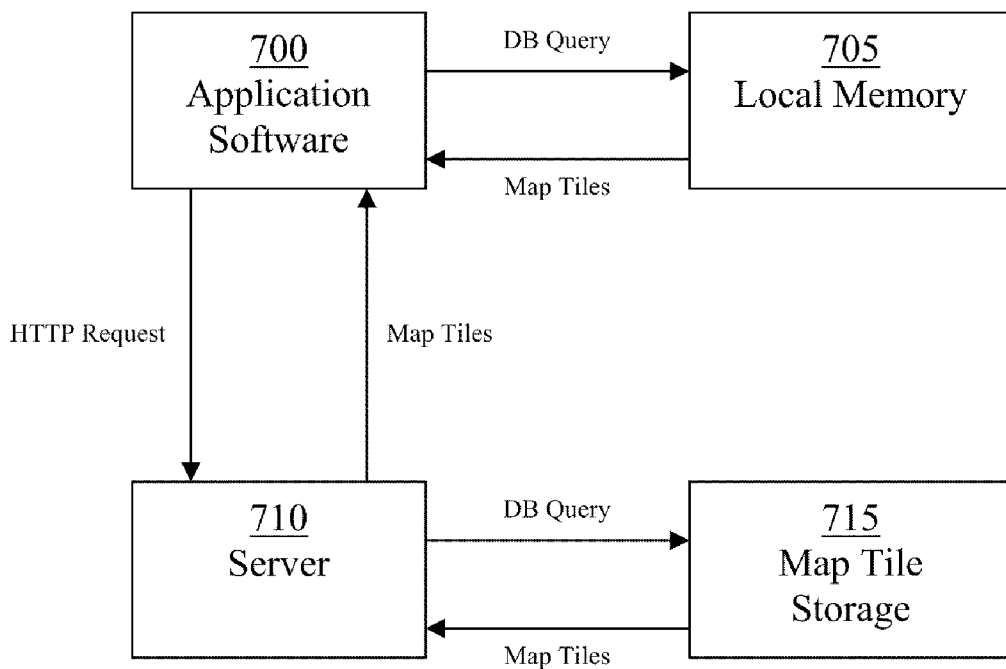 700
Application
Software
DB Query
705
Local Memory
Map Tiles
HTTP Request
Map Tiles
710
Server
DB Query
715
Map Tile
Storage
Map Tiles